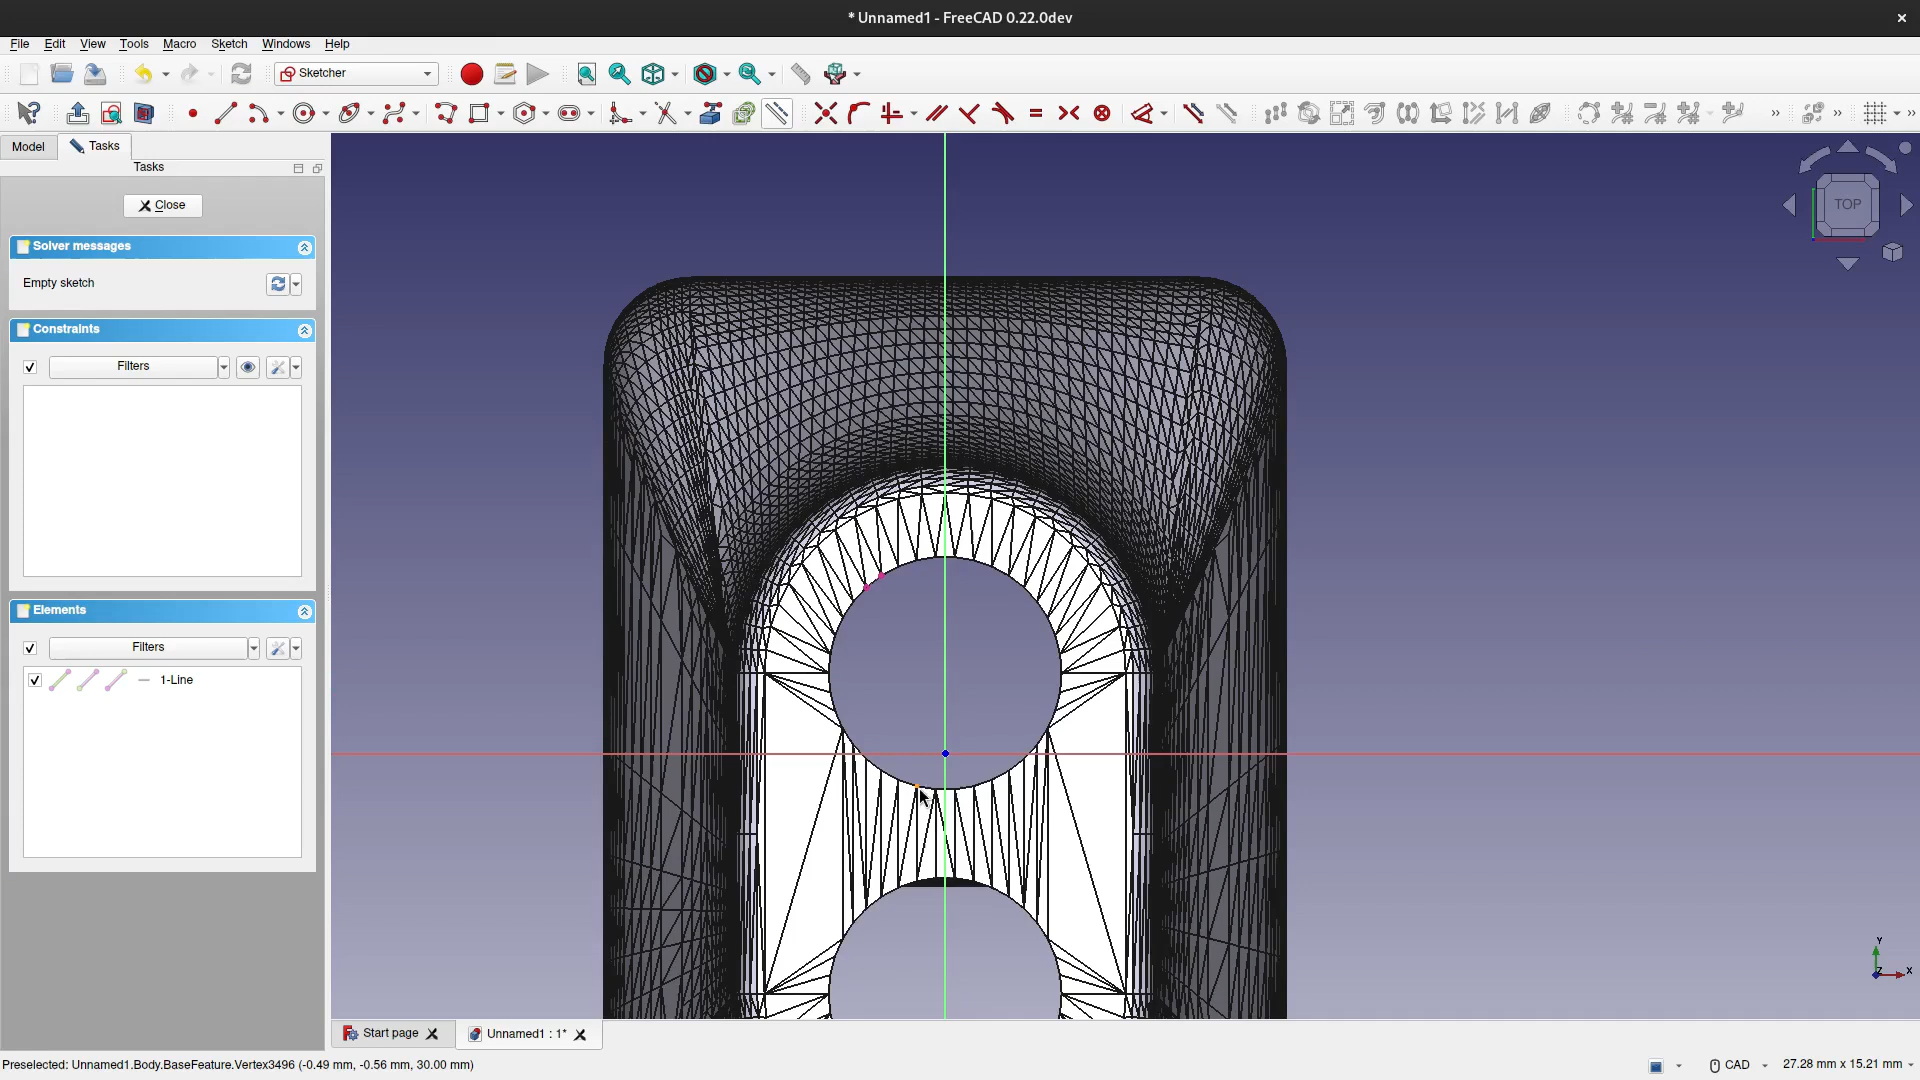 * Unnamed1 - FreeCAD 0.22.0dev
File Edit View Tools Macro Sketch Windows Help
Sketcher
Model
Tasks
Tasks
Close
Solver messages
Empty sketch
Constraints
Filters
Elements
Filters
1-Line
TOP
Y
X
Z
Start page
Unnamed1 : 1*
Preselected: Unnamed1.Body.BaseFeature.Vertex3496 (-0.49 mm, -0.56 mm, 30.00 mm)
CAD
27.28 mm x 15.21 mm